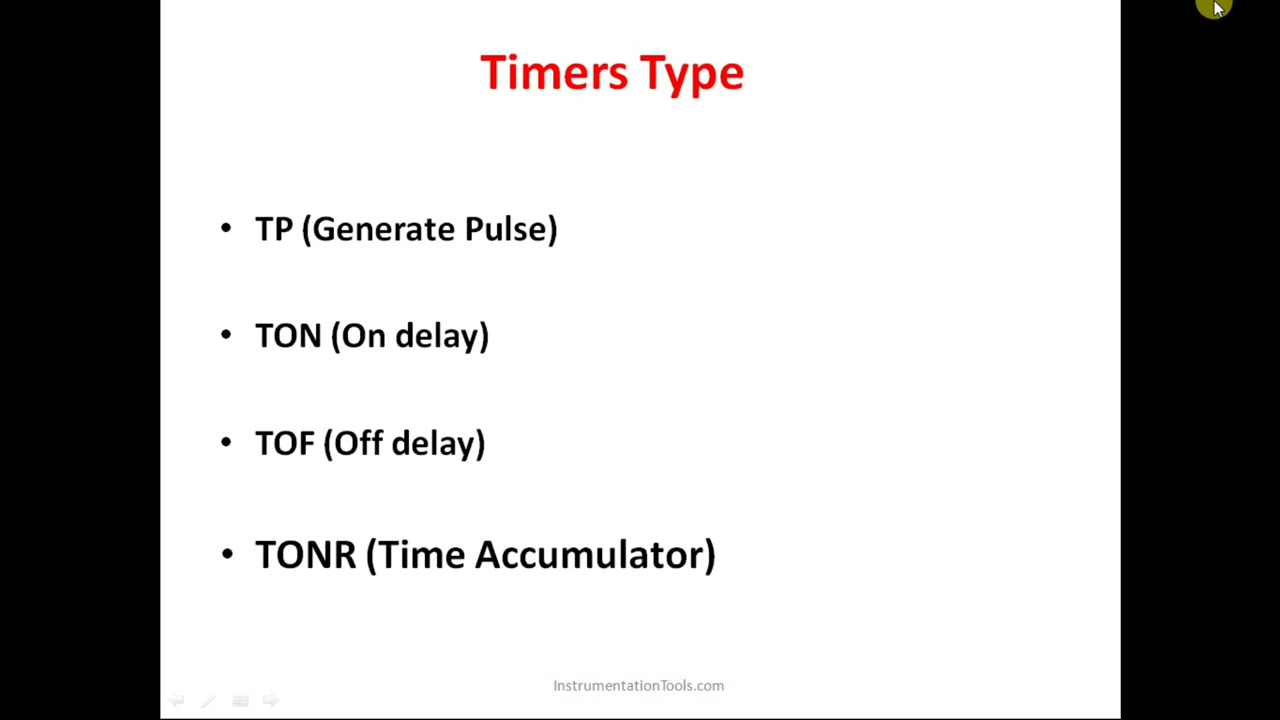 Timers Type
• TP (Generate Pulse)
• TON (On delay)
• TOF (Off delay)
• TONR (Time Accumulator)
InstrumentationTools.com